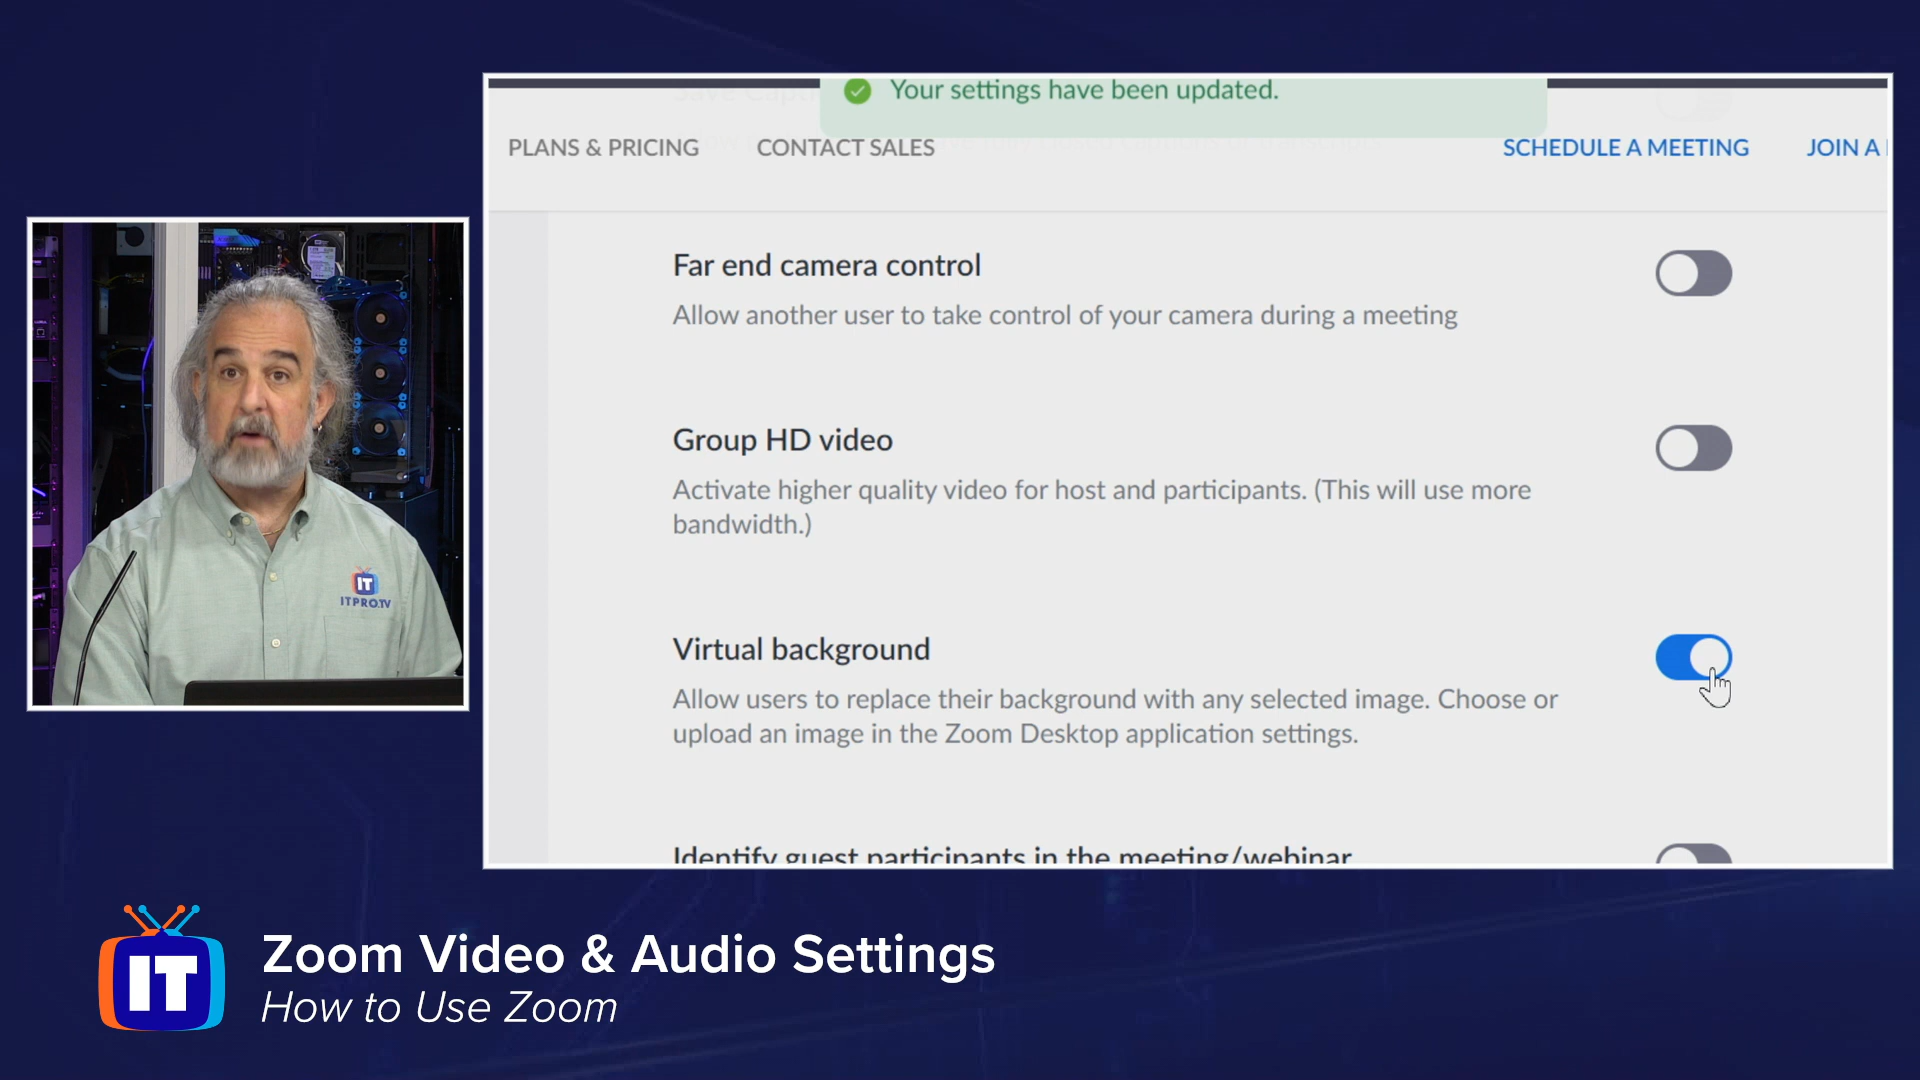 Your settings have been updated.
PLANS & PRICING
CONTACT SALES
SCHEDULE A MEETING
JOIN A
Far end camera control
Allow another user to take control of your camera during a meeting
Group HD video
Activate higher quality video for host and participants. (This will use more
bandwidth.)
Virtual background
Allow users to replace their background with any selected image. Choose or
upload an image in the Zoom Desktop application settings.
Identify guest participants in the meeting/webinar
IT
ITPRO.TV
IT
Zoom Video & Audio Settings
How to Use Zoom